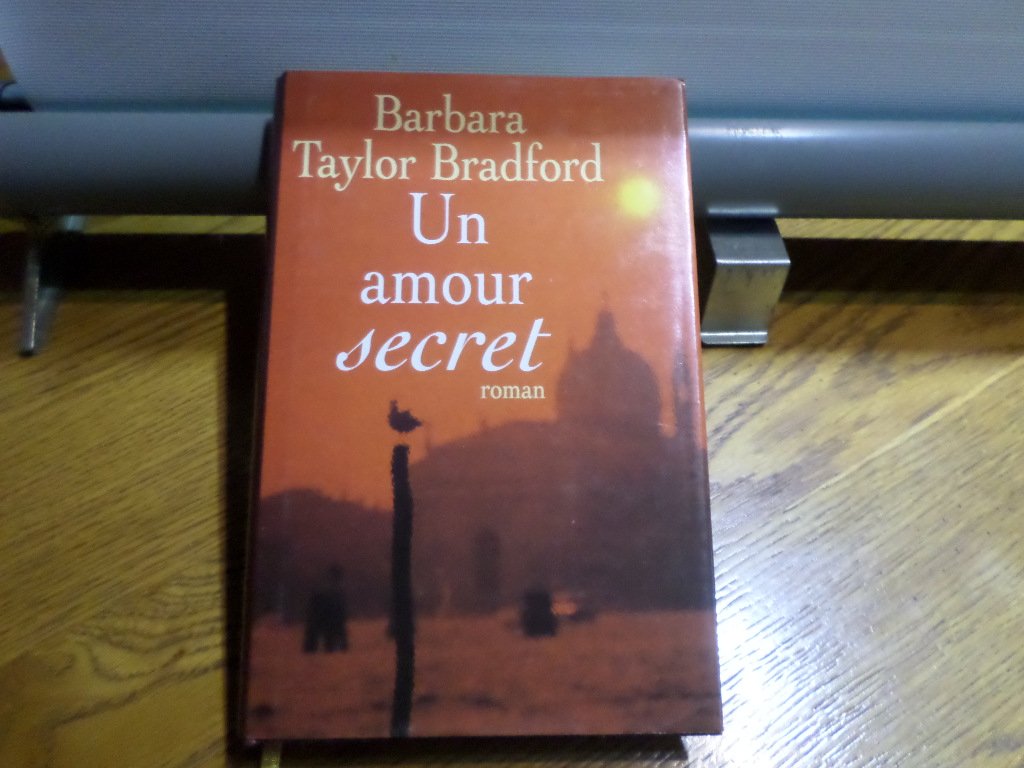 Barbara
Taylor Bradford
Un
amour
secret
roman